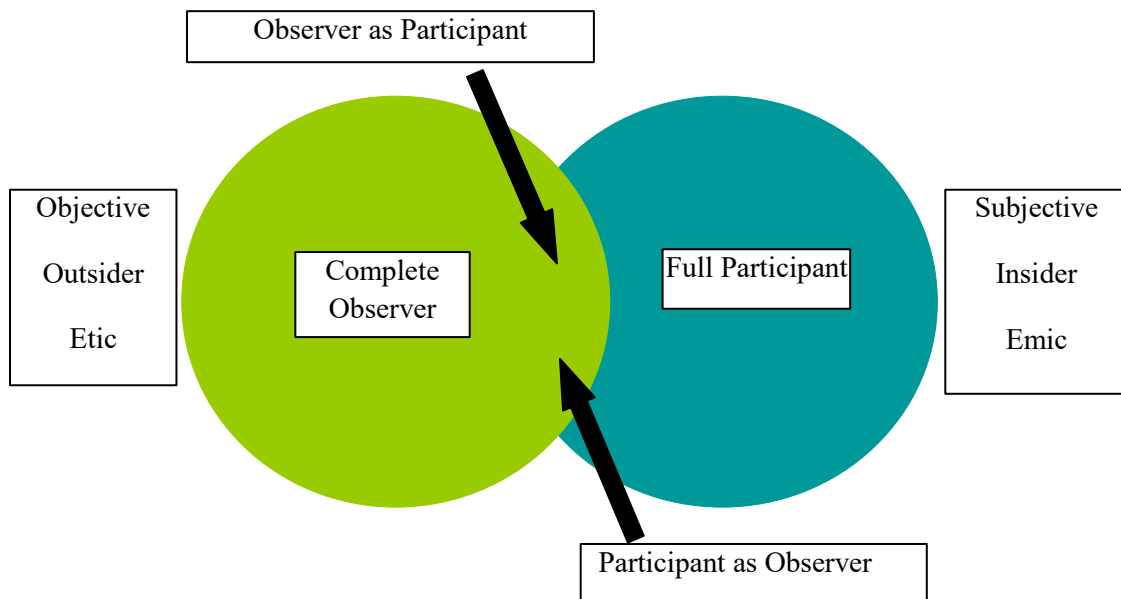 Observer as Participant
Objective
Outsider
Etic
Complete
Observer
Full Participant
Subjective
Insider
Emic
Participant as Observer